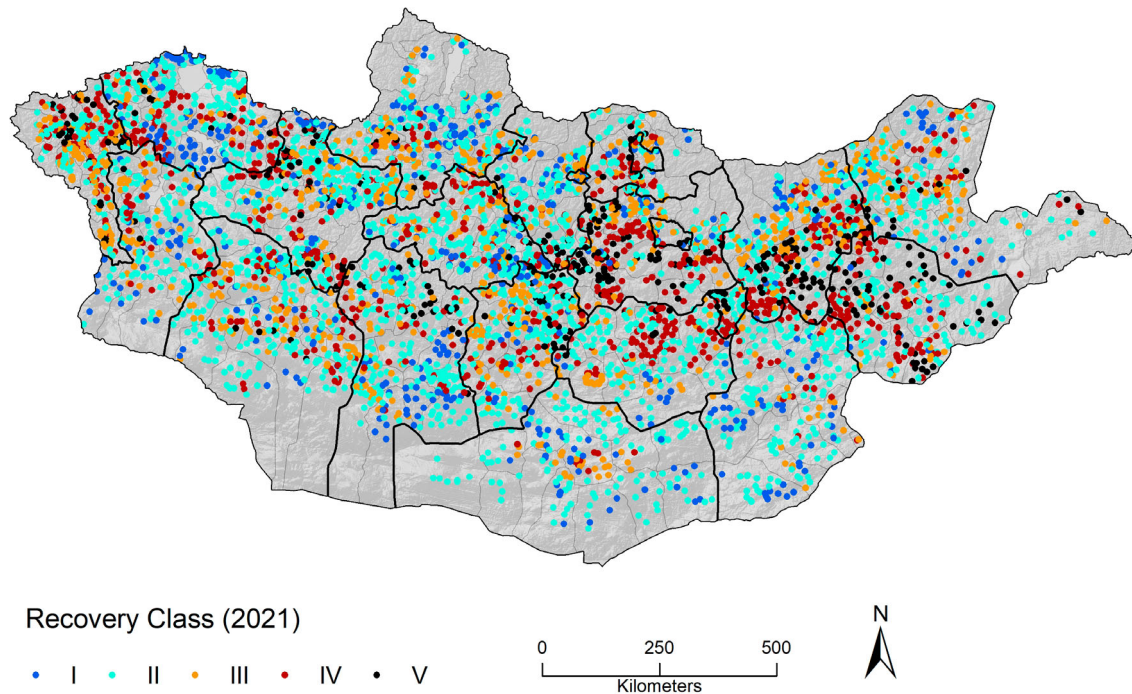 Recovery Class (2021)
I II III IV V
0 250 500
Kilometers
N